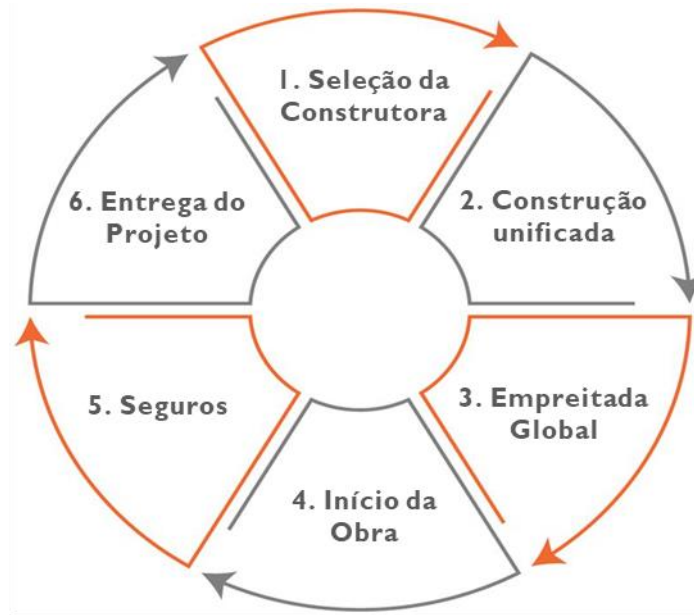 1. Seleção da
Construtora
2. Construção
unificada
3. Empreitada
Global
4. Início da
Obra
5. Seguros
6. Entrega do
Projeto